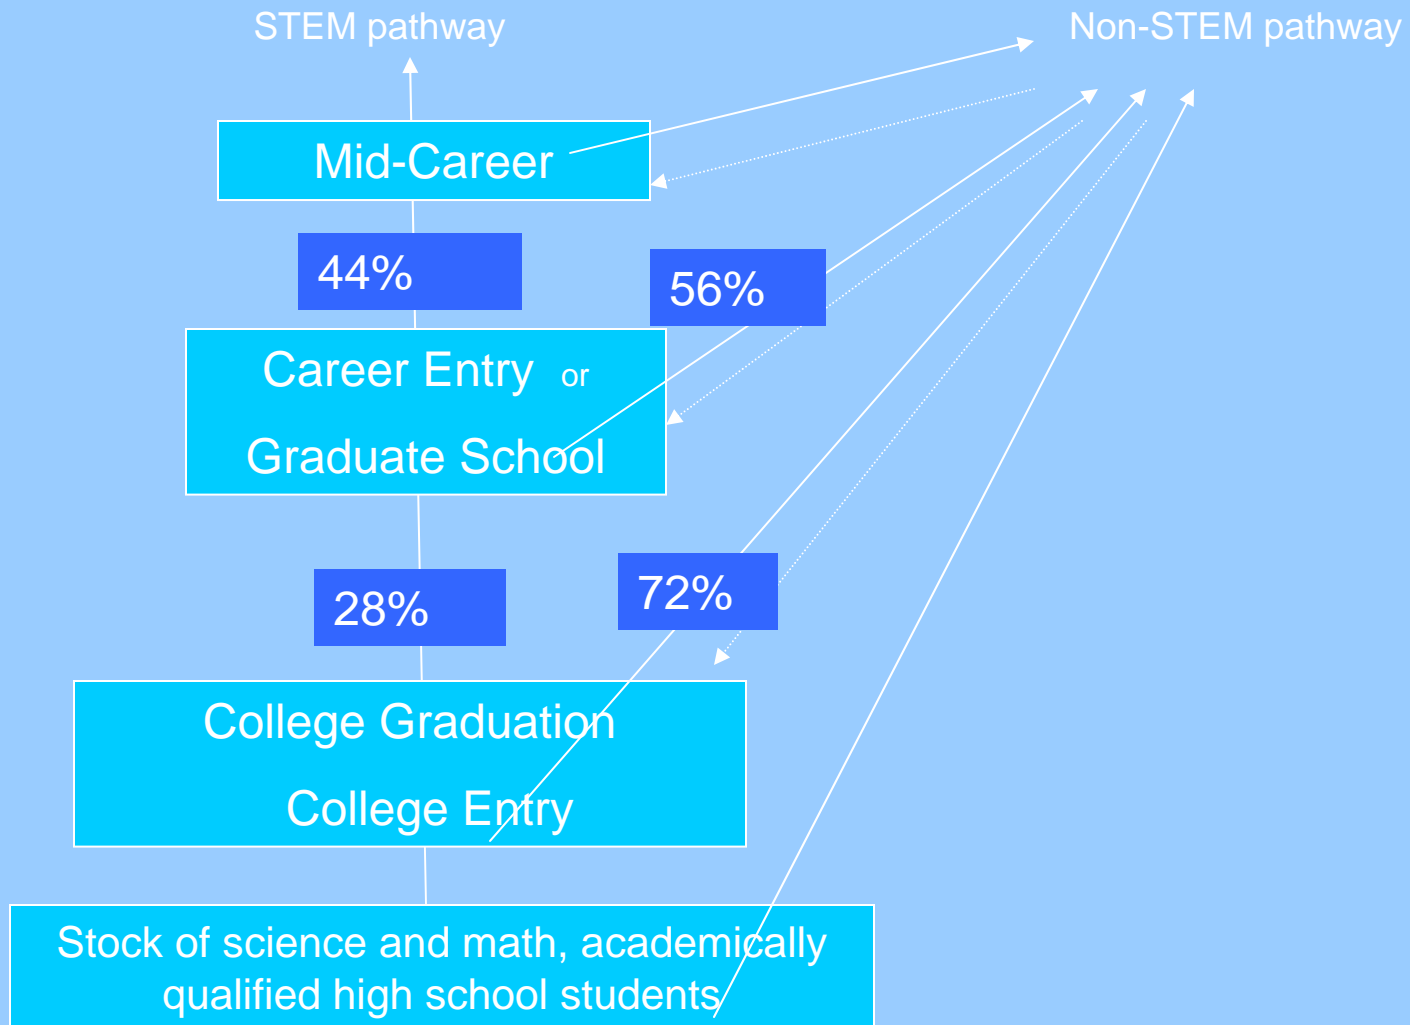 STEM pathway
Non-STEM pathway
Mid-Career
44%
56%
Career Entry or
Graduate School
28%
72%
College Graduation
College Entry
Stock of science and math, academically
qualified high school students